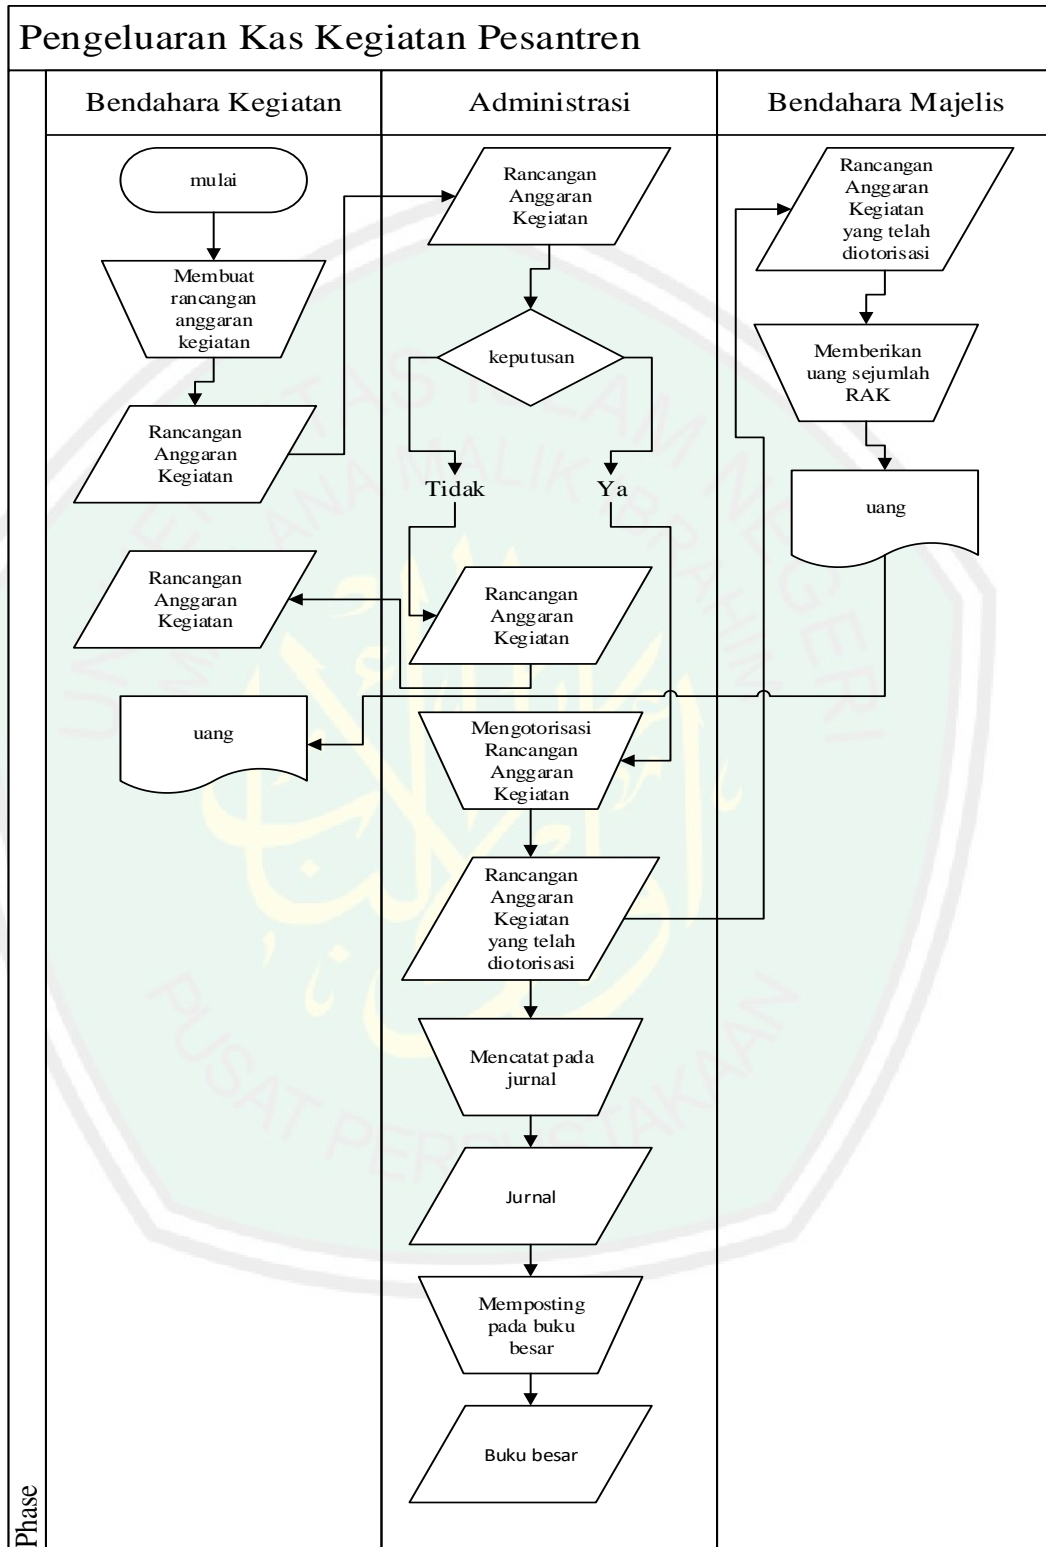 Pengeluaran Kas Kegiatan Pesantren
Bendahara Kegiatan
Administrasi
Bendahara Majelis
mulai
Membuat
rancangan
anggaran
kegiatan
Rancangan
Anggaran
Kegiatan
Rancangan
Anggaran
Kegiatan
uang
Rancangan
Anggaran
Kegiatan
keputusan
Tidak
Ya
Rancangan
Anggaran
Kegiatan
Mengotorisasi
Rancangan
Anggaran
Kegiatan
Rancangan
Anggaran
Kegiatan
yang telah
diotorisasi
Mencatat pada
jurnal
Jurnal
Memposting
pada buku
besar
Buku besar
Rancangan
Anggaran
Kegiatan
yang telah
diotorisasi
Memberikan
uang sejumlah
RAK
uang
Phase
PUSAT PERPUSTAKAAN